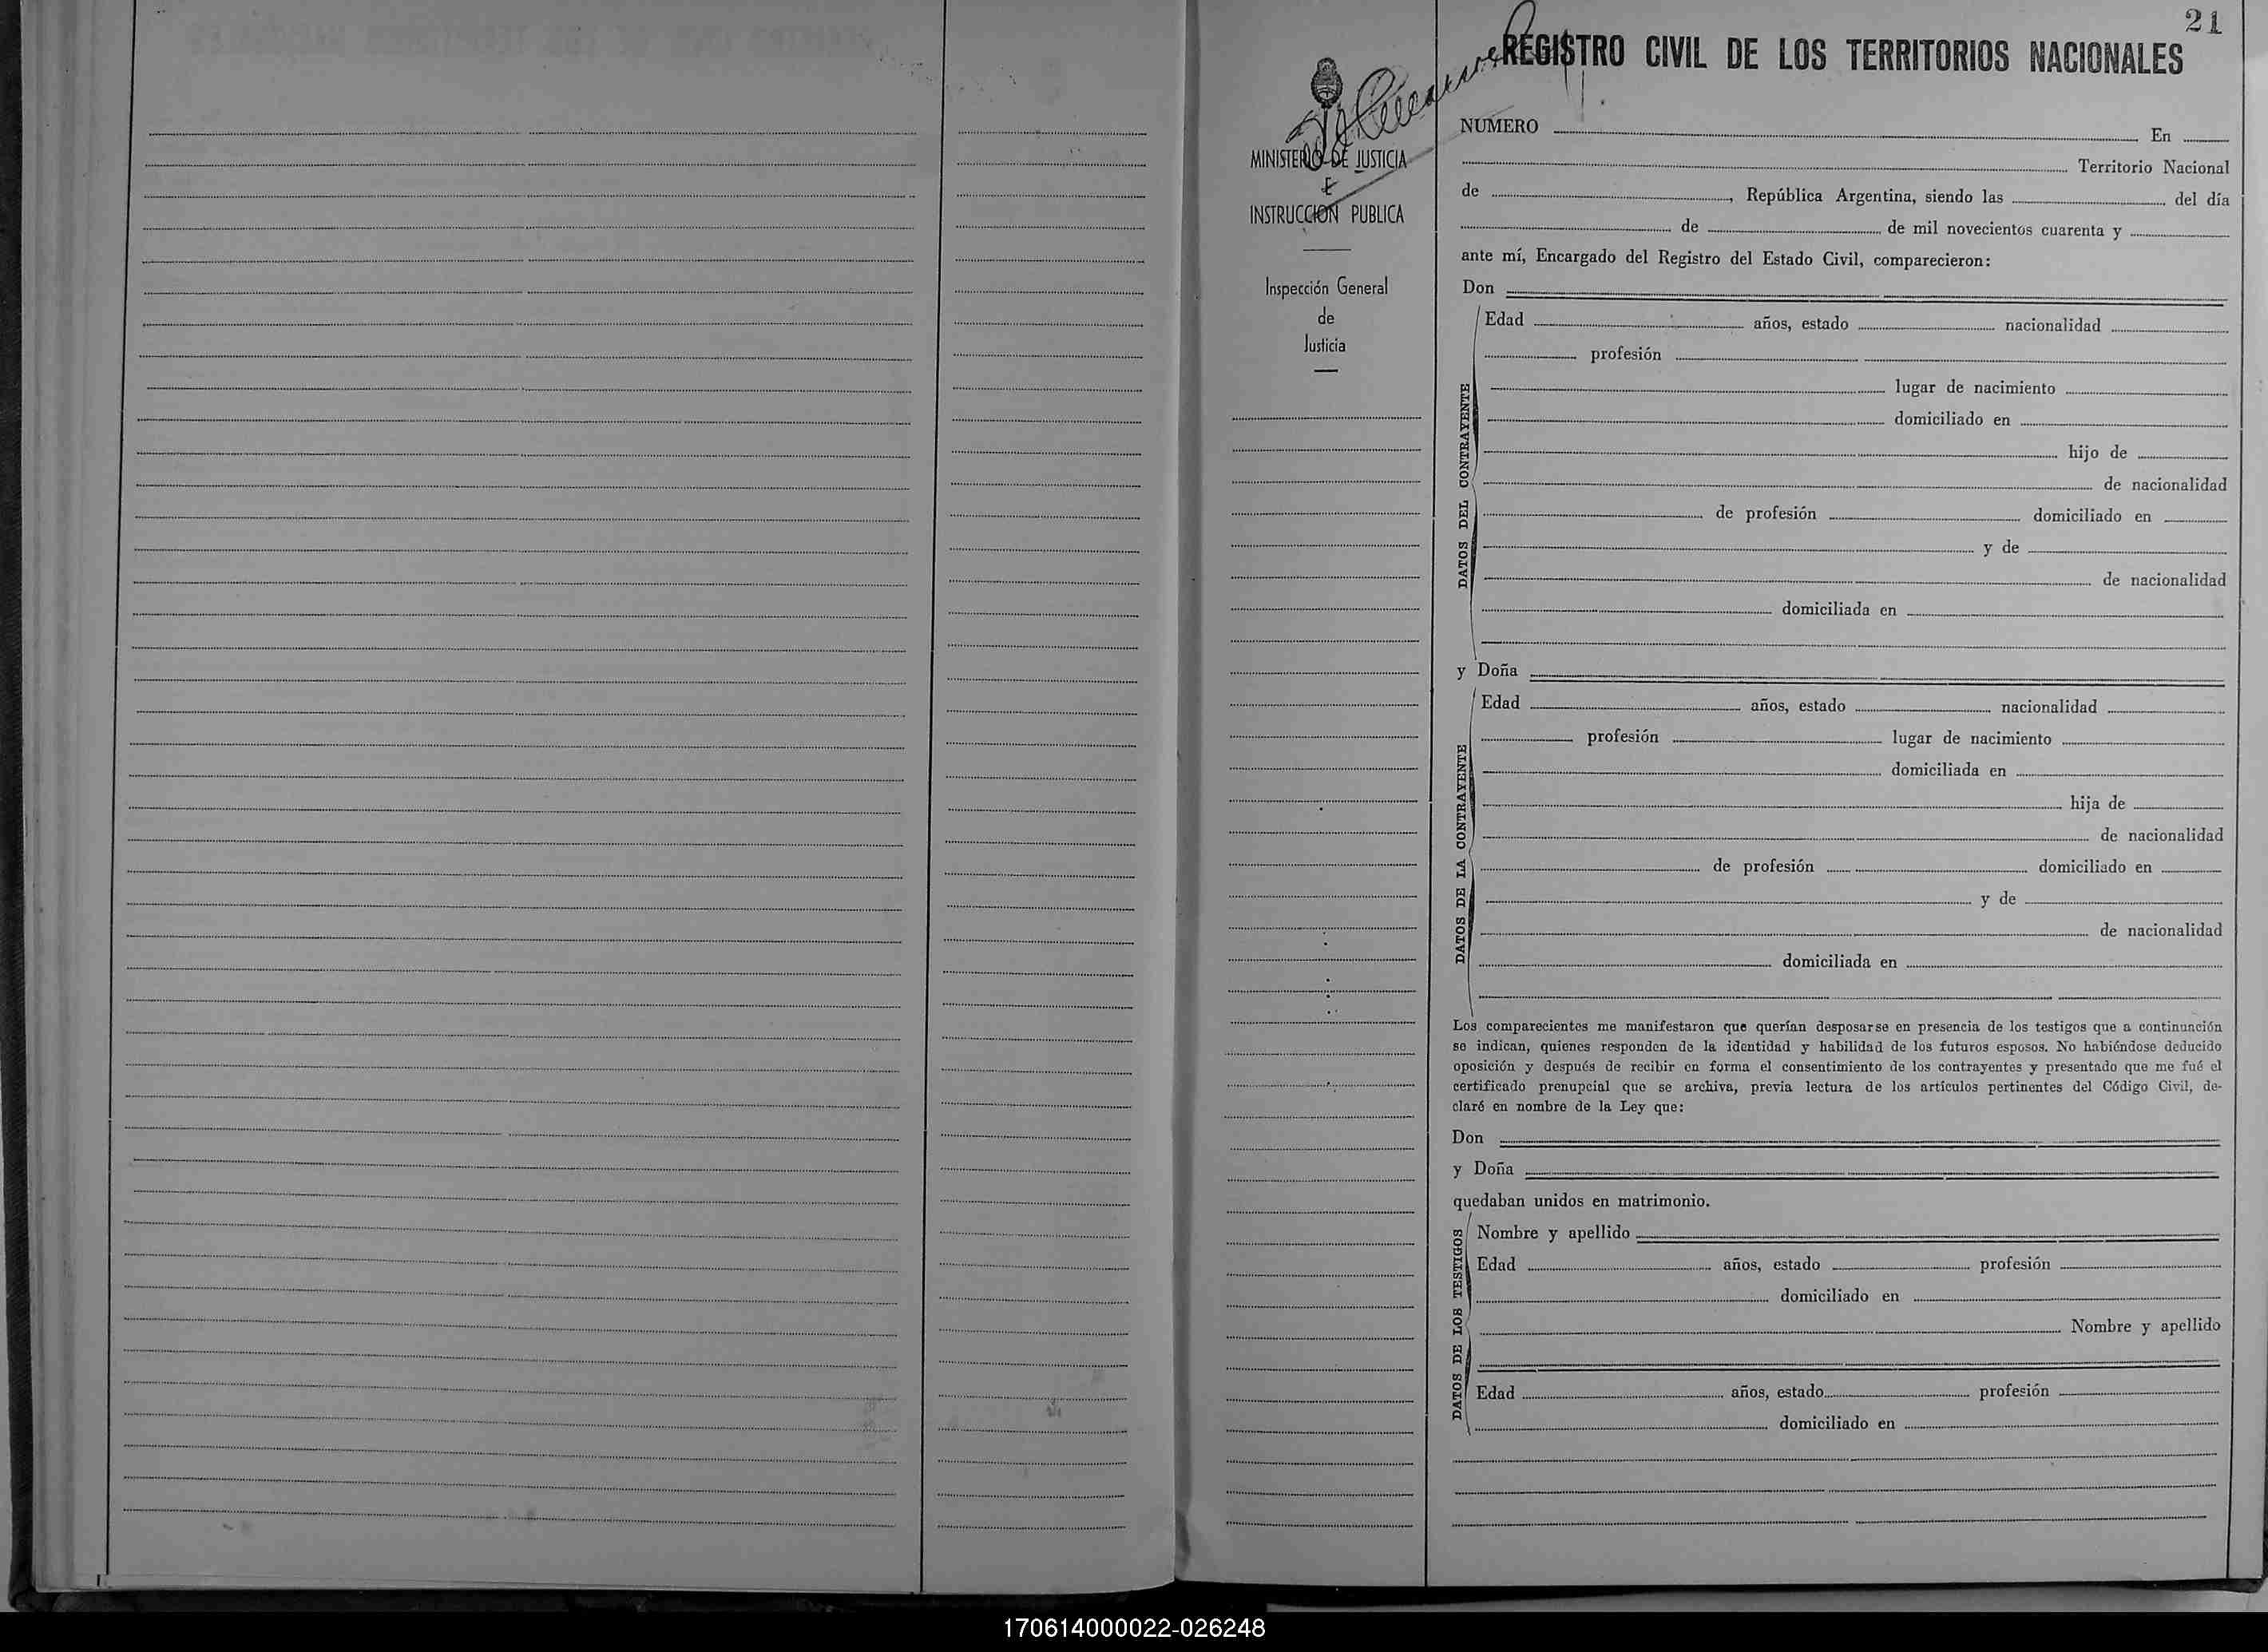 21
REGISTRO CIVIL DE LOS TERRITORIOS NACIONALES
MINISTERIO DE JUSTICIA
E
INSTRUCCION PUBLICA
Inspección General
de
Justicia
NUMERO En
Territorio Nacional
de , República Argentina, siendo las del día
de de mil novecientos cuarenta y
ante mí, Encargado del Registro del Estado Civil, comparecieron:
Don
DATOS DEL CONTRAYENTE
Edad años, estado nacionalidad
profesión
lugar de nacimiento
domiciliado en
hijo de
de nacionalidad
de profesión domiciliado en
y de
de nacionalidad
domiciliada en
y Doña
DATOS DE LA CONTRAYENTE
Edad años, estado nacionalidad
profesión lugar de nacimiento
domiciliada en
hija de
de nacionalidad
de profesión domiciliado en
y de
de nacionalidad
domiciliada en
Los comparecientes me manifestaron que querían desposarse en presencia de los testigos que a continuación
se indican, quienes responden de la identidad y habilidad de los futuros esposos. No habiéndose deducido
oposición y después de recibir en forma el consentimiento de los contrayentes y presentado que me fué el
certificado prenupcial que se archiva, previa lectura de los artículos pertinentes del Código Civil, de-
claré en nombre de la Ley que:
Don
y Doña
quedaban unidos en matrimonio.
DATOS DE LOS TESTIGOS
Nombre y apellido
Edad años, estado profesión
domiciliado en
Nombre y apellido
Edad años, estado profesión
domiciliado en
170614000022-026248